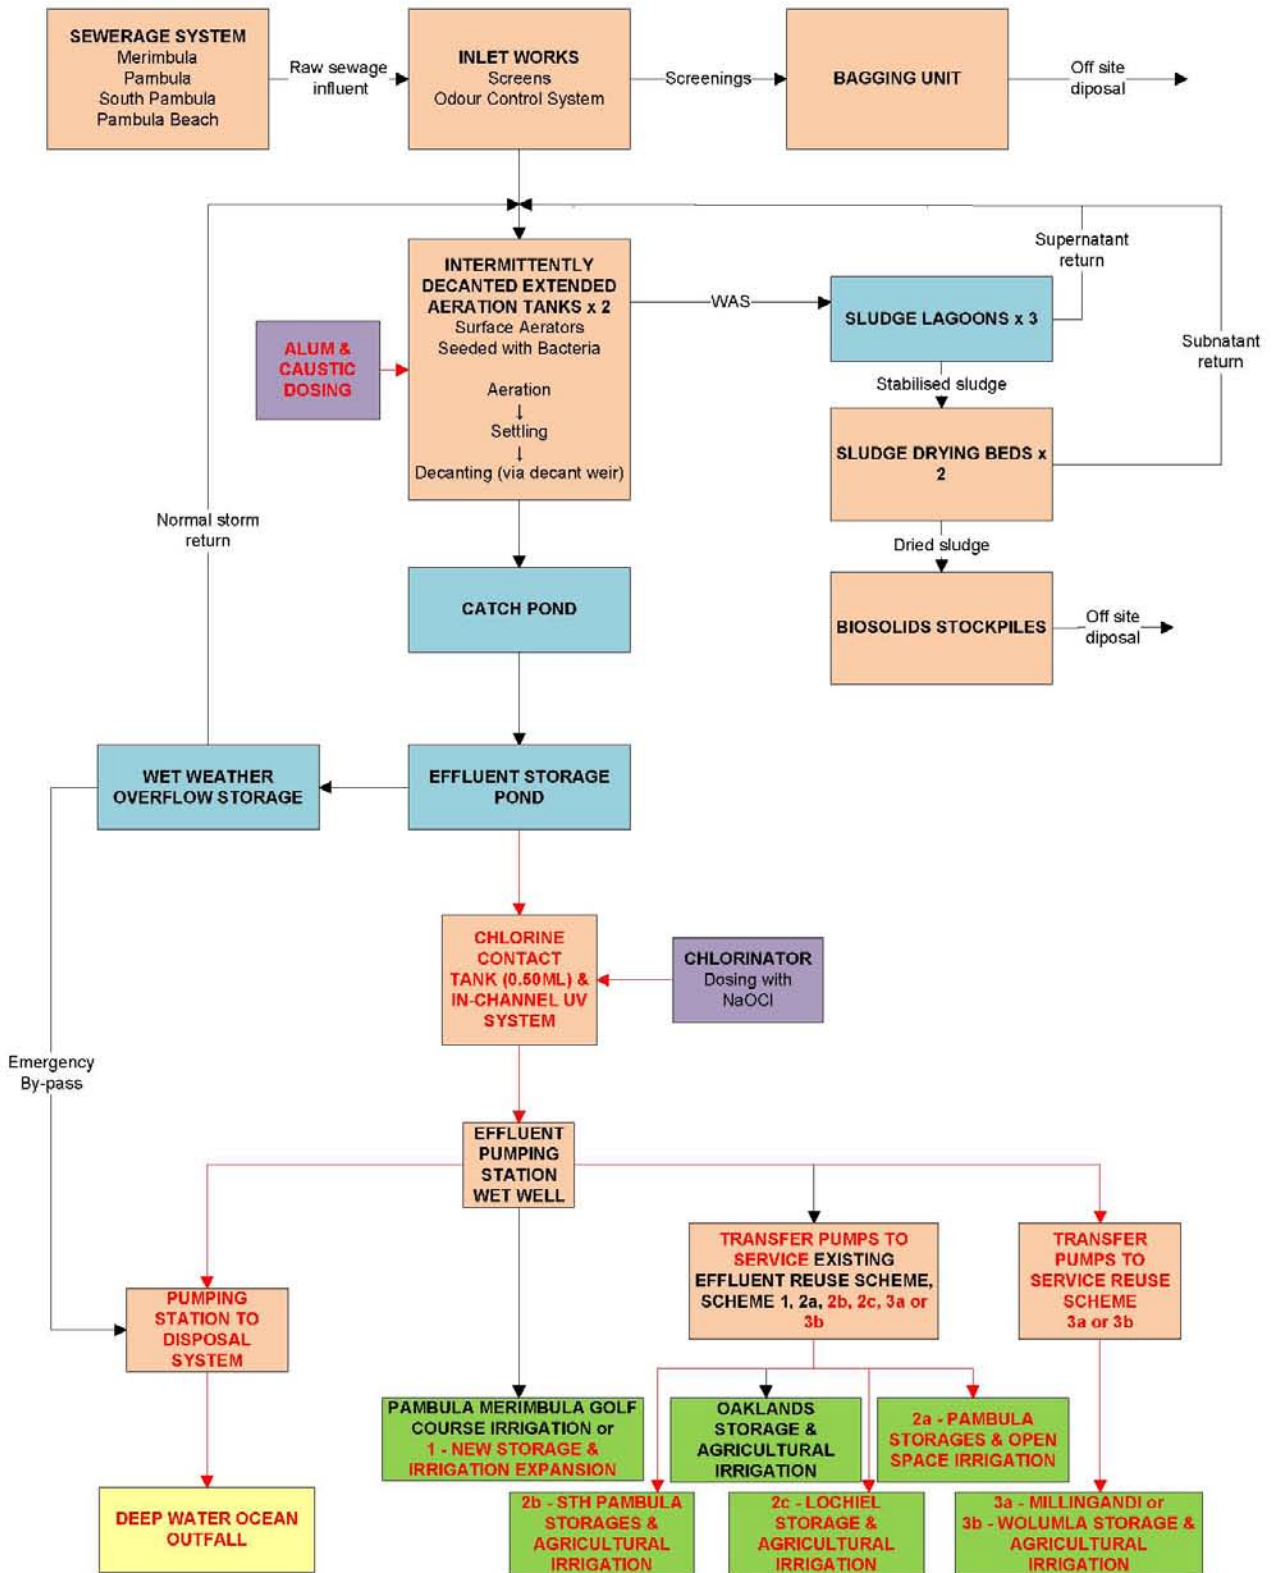 SEWERAGE SYSTEM
Merimbula
Pambula
South Pambula
Pambula Beach
Raw sewage
influent
INLET WORKS
Screens
Odour Control System
Screenings
BAGGING UNIT
Off site
diposal
INTERMITTENTLY
DECANTED EXTENDED
AERATION TANKS x 2
Surface Aerators
Seeded with Bacteria
Aeration
↓
Settling
↓
Decanting (via decant weir)
ALUM &
CAUSTIC
DOSING
WAS
SLUDGE LAGOONS x 3
Supernatant
return
Subnatant
return
Stabilised sludge
SLUDGE DRYING BEDS x
2
Dried sludge
BIOSOLIDS STOCKPILES
Off site
diposal
Normal storm
return
CATCH POND
WET WEATHER
OVERFLOW STORAGE
EFFLUENT STORAGE
POND
CHLORINE
CONTACT
TANK (0.50ML) &
IN-CHANNEL UV
SYSTEM
CHLORINATOR
Dosing with
NaOCl
Emergency
By-pass
EFFLUENT
PUMPING
STATION
WET WELL
PUMPING
STATION TO
DISPOSAL
SYSTEM
TRANSFER PUMPS TO
SERVICE EXISTING
EFFLUENT REUSE SCHEME,
SCHEME 1, 2a, 2b, 2c, 3a or
3b
TRANSFER
PUMPS TO
SERVICE REUSE
SCHEME
3a or 3b
PAMBULA MERIMBULA GOLF
COURSE IRRIGATION or
1 - NEW STORAGE &
IRRIGATION EXPANSION
OAKLANDS
STORAGE &
AGRICULTURAL
IRRIGATION
2a - PAMBULA
STORAGES & OPEN
SPACE IRRIGATION
DEEP WATER OCEAN
OUTFALL
2b - STH PAMBULA
STORAGES &
AGRICULTURAL
IRRIGATION
2c - LOCHIEL
STORAGE &
AGRICULTURAL
IRRIGATION
3a - MILLINGANDI or
3b - WOLUMLA STORAGE &
AGRICULTURAL
IRRIGATION